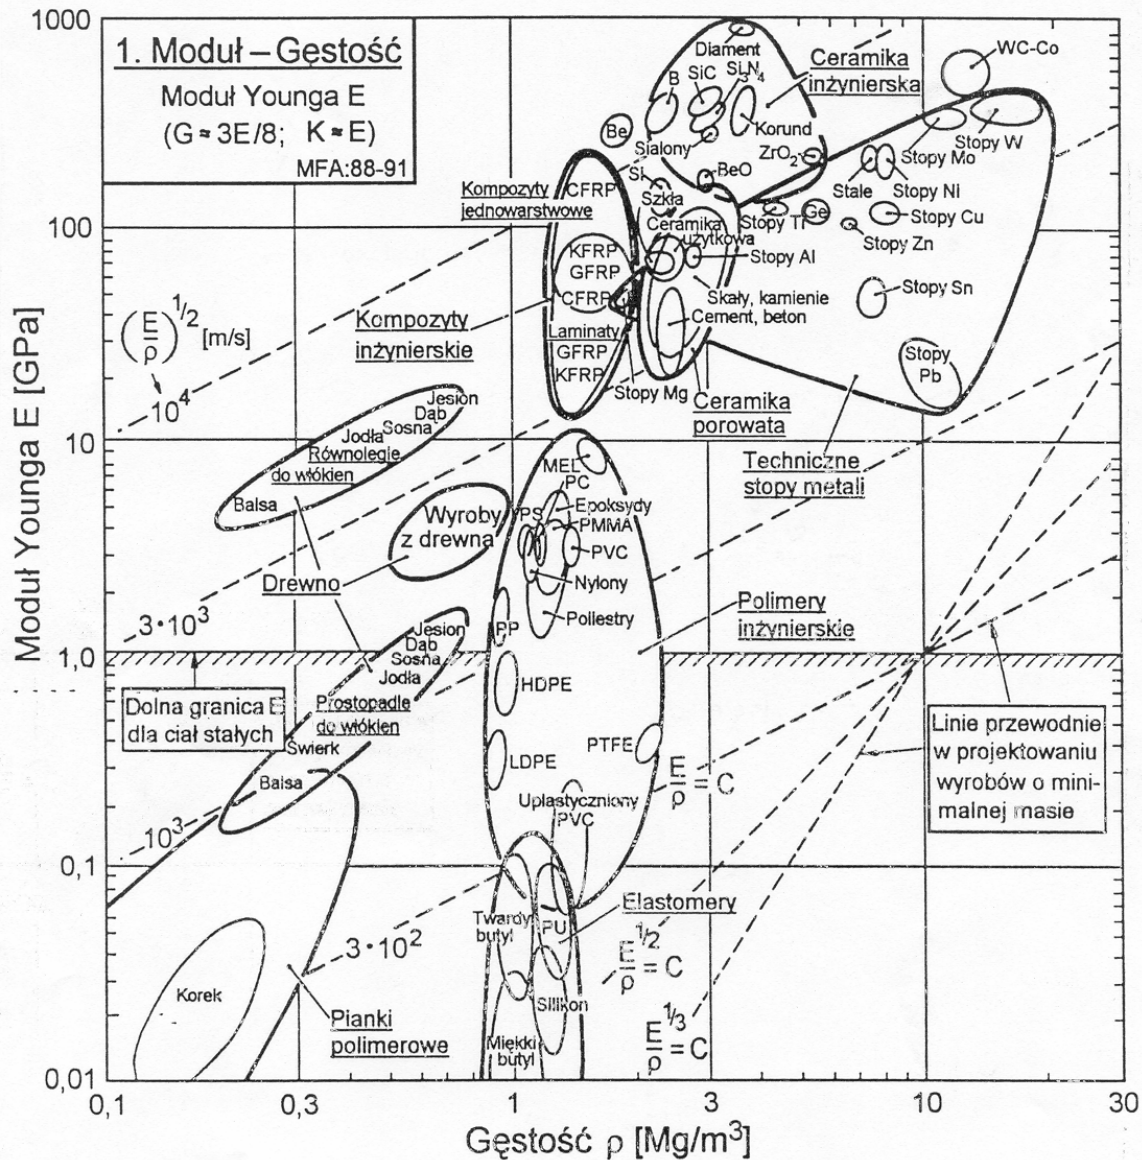 1. Moduł – Gęstość
Moduł Younga E
(G ≈ 3E/8; K ≈ E)
MFA:88-91
Moduł Younga E [GPa]
1000
100
10
1,0
0,1
0,01
0,1
0,3
1
3
10
30
Gęstość ρ [Mg/m³]
Diament
B
SiC
Si₃N₄
Ceramika
inżynierska
WC-Co
Be
Sialony
Korund
ZrO₂
BeO
Si
Stopy Mo
Stopy W
Stale
Stopy Ni
Stopy Ti
Ge
Stopy Cu
Stopy Zn
Stopy Al
Stopy Sn
Stopy
Pb
Szkła
Ceramika
użytkowa
Skały, kamienie
Cement, beton
Stopy Mg
Ceramika
porowata
Techniczne
stopy metali
Kompozyty
jednowarstwowe
CFRP
KFRP
GFRP
CFRP
Laminaty
GFRP
KFRP
Kompozyty
inżynierskie
(E/ρ)^1/2 [m/s]
10⁴
3•10³
10³
3•10²
Jesion
Dąb
Sosna
Jodła
Równolegle
do włókien
Balsa
Wyroby
z drewna
Drewno
Jesion
Dąb
Sosna
Jodła
Prostopadle
do włókien
Świerk
Balsa
Dolna granica E
dla ciał stałych
MEL
PC
PS
Epoksydy
PMMA
PVC
Nylony
Poliestry
PP
HDPE
LDPE
PTFE
Uplastyczniony
PVC
Polimery
inżynierskie
E/ρ = C
E^1/2/ρ = C
E^1/3/ρ = C
Linie przewodnie
w projektowaniu
wyrobów o mini-
malnej masie
Elastomery
Twardy
butyl
PU
Silikon
Miękki
butyl
Korek
Pianki
polimerowe